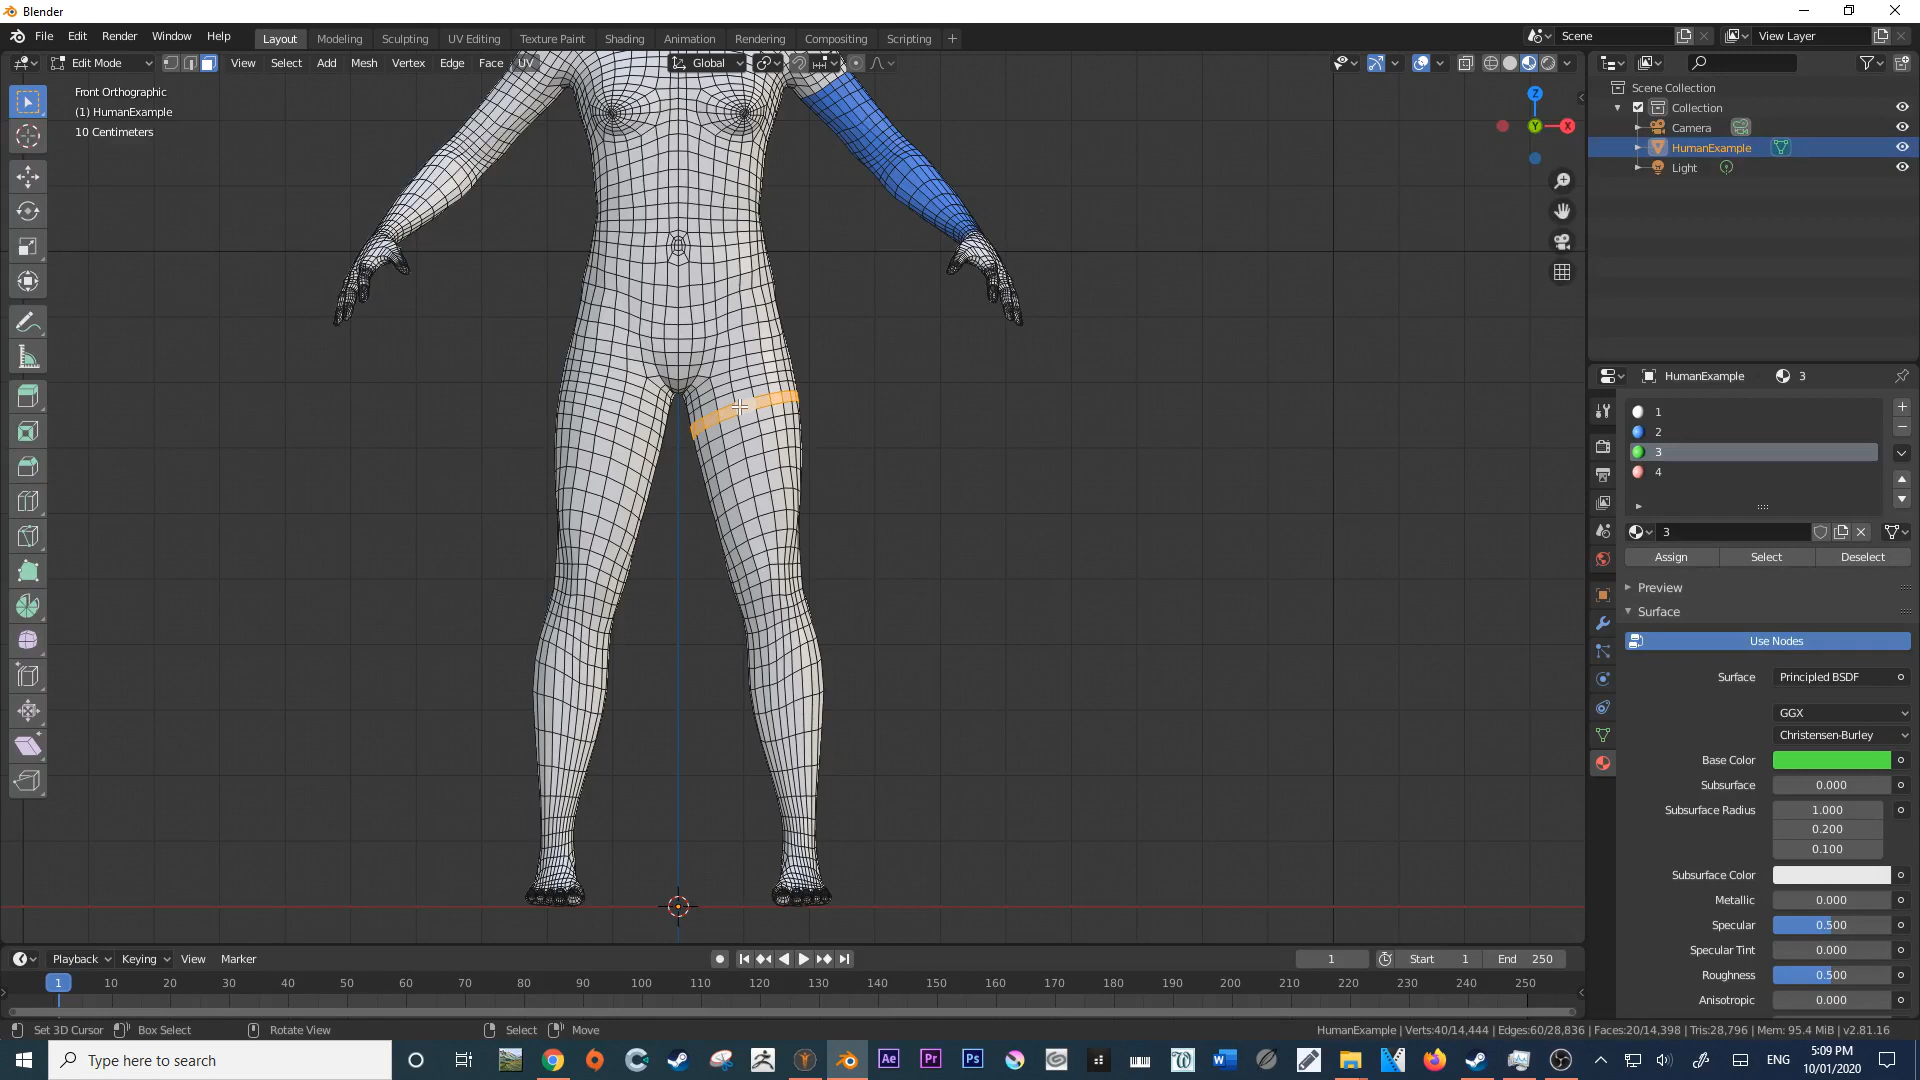 Blender
File Edit Render Window Help
Layout Modeling Sculpting UV Editing Texture Paint Shading Animation Rendering Compositing Scripting +
Scene
View Layer
Edit Mode View Select Add Mesh Vertex Edge Face UV
Global
Front Orthographic
(1) HumanExample
10 Centimeters
Z
Y
X
Scene Collection
Collection
Camera
HumanExample
Light
HumanExample 3
1
2
3
4
3
Assign Select Deselect
Preview
Surface
Use Nodes
Surface Principled BSDF
GGX
Christensen-Burley
Base Color
Subsurface 0.000
Subsurface Radius 1.000
0.200
0.100
Subsurface Color
Metallic 0.000
Specular 0.500
Specular Tint 0.000
Roughness 0.500
Anisotropic 0.000
Playback Keying View Marker
1 Start 1 End 250
1 10 20 30 40 50 60 70 80 90 100 110 120 130 140 150 160 170 180 190 200 210 220 230 240 250
Set 3D Cursor Box Select Rotate View Select Move
HumanExample | Verts:40/14,444 | Edges:60/28,836 | Faces:20/14,398 | Tris:28,796 | Mem: 95.4 MiB | v2.81.16
Type here to search
Ae Pr Ps
ENG
5:09 PM
10/01/2020